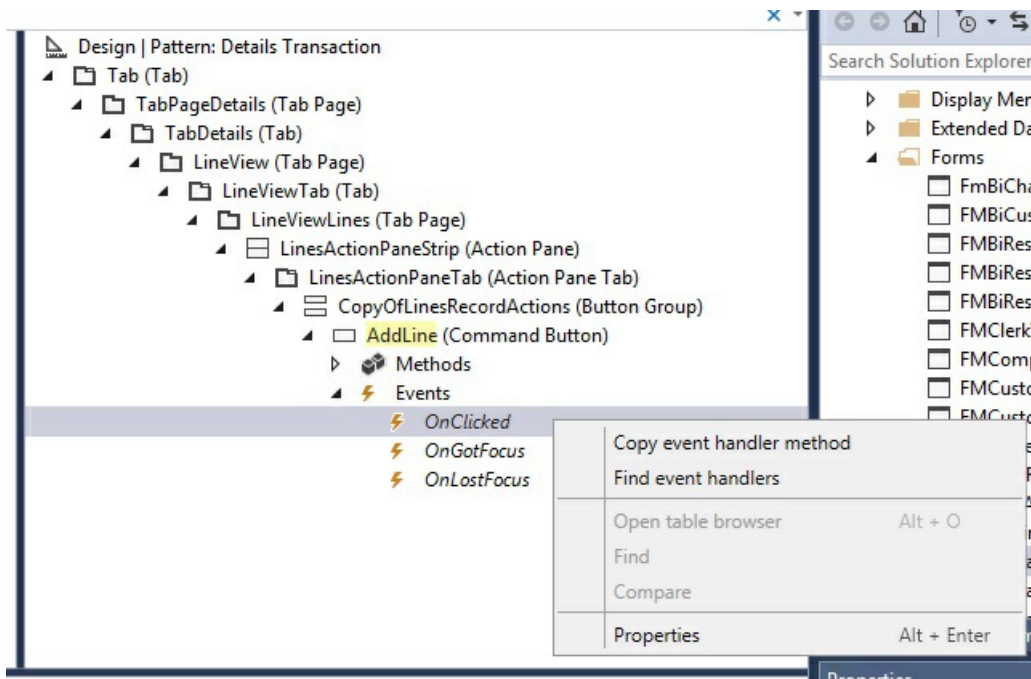 Design | Pattern: Details Transaction
Tab (Tab)
TabPageDetails (Tab Page)
TabDetails (Tab)
LineView (Tab Page)
LineViewTab (Tab)
LineViewLines (Tab Page)
LinesActionPaneStrip (Action Pane)
LinesActionPaneTab (Action Pane Tab)
CopyOfLinesRecordActions (Button Group)
AddLine (Command Button)
Methods
Events
OnClicked
OnGotFocus
OnLostFocus
Copy event handler method
Find event handlers
Open table browser Alt + O
Find
Compare
Properties Alt + Enter
Search Solution Explorer
Display Mer
Extended Da
Forms
FmBiCha
FMBiCus
FMBiRes
FMBiRes
FMBiRes
FMClerk
FMComp
FMCusto
FMCusto
Properties